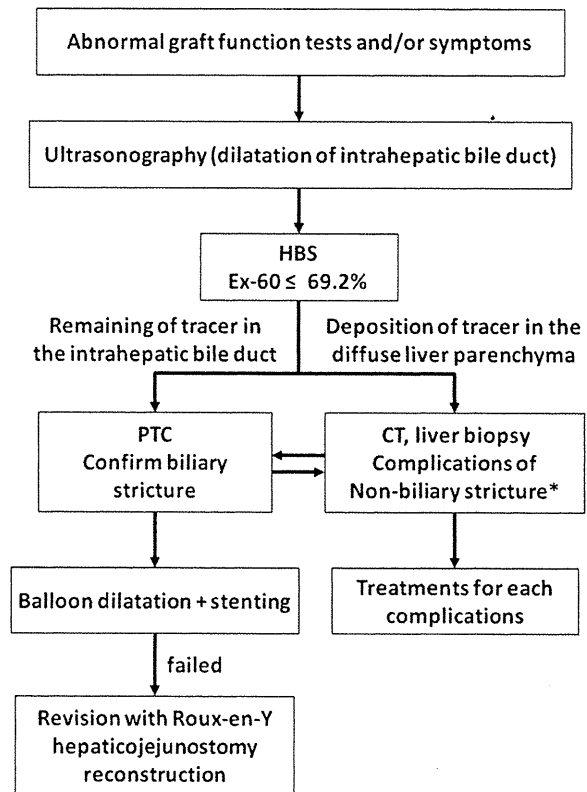 Abnormal graft function tests and/or symptoms
Ultrasonography (dilatation of intrahepatic bile duct)
HBS
Ex-60 ≤ 69.2%
Remaining of tracer in
the intrahepatic bile duct
Deposition of tracer in the
diffuse liver parenchyma
PTC
Confirm biliary
stricture
CT, liver biopsy
Complications of
Non-biliary stricture*
Balloon dilatation + stenting
Treatments for each
complications
failed
Revision with Roux-en-Y
hepaticojejunostomy
reconstruction